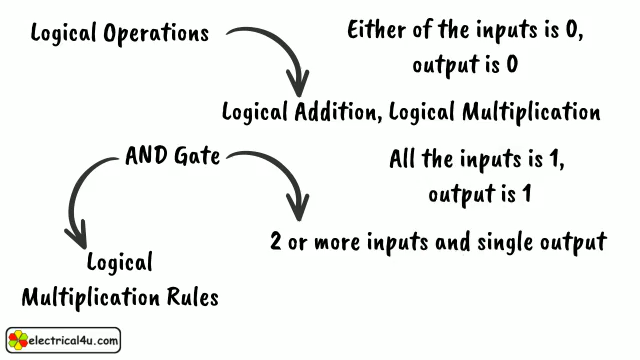 Logical Operations
Either of the inputs is 0,
output is 0
Logical Addition, Logical Multiplication
AND Gate
All the inputs is 1,
output is 1
2 or more inputs and single output
Logical
Multiplication Rules
electrical4u.com